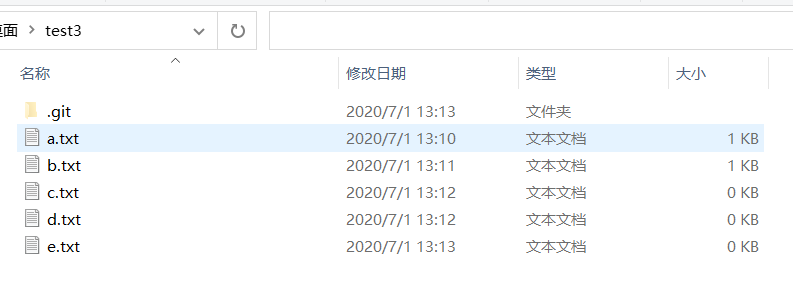 桌面 > test3
名称 修改日期 类型 大小
.git 2020/7/1 13:13 文件夹
a.txt 2020/7/1 13:10 文本文档 1 KB
b.txt 2020/7/1 13:11 文本文档 1 KB
c.txt 2020/7/1 13:12 文本文档 0 KB
d.txt 2020/7/1 13:12 文本文档 0 KB
e.txt 2020/7/1 13:13 文本文档 0 KB